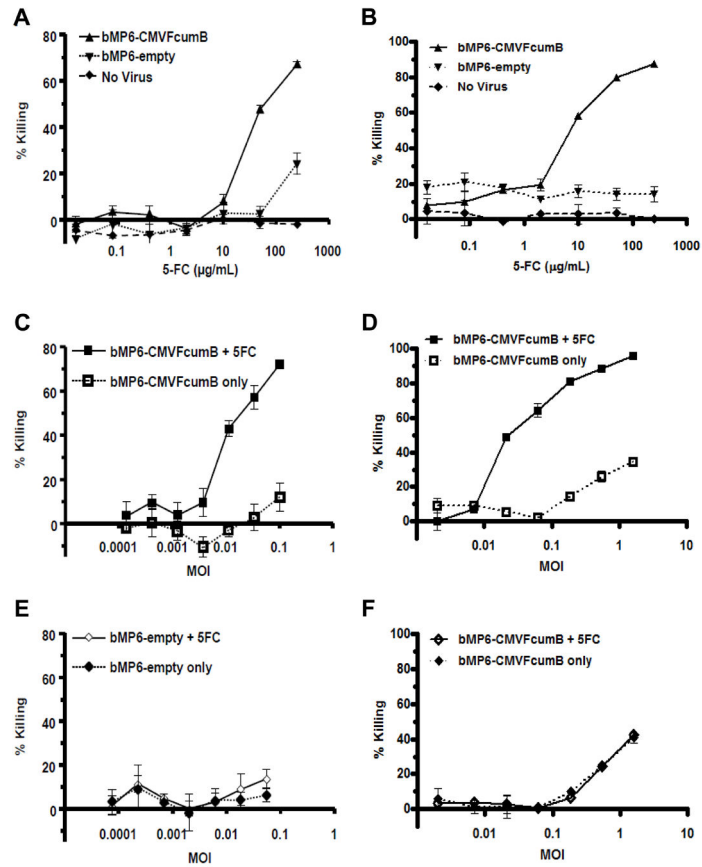 A
bMP6-CMVFcumB
bMP6-empty
No Virus
% Killing
80
60
40
20
0
0.1
1
10
100
1000
5-FC (µg/mL)
B
bMP6-CMVFcumB
bMP6-empty
No Virus
% Killing
100
80
60
40
20
0
0.1
1
10
100
1000
5-FC (µg/mL)
C
bMP6-CMVFcumB + 5FC
bMP6-CMVFcumB only
% Killing
80
60
40
20
0
0.0001
0.001
0.01
0.1
1
MOI
D
bMP6-CMVFcumB + 5FC
bMP6-CMVFcumB only
% Killing
100
80
60
40
20
0
0.01
0.1
1
10
MOI
E
bMP6-empty + 5FC
bMP6-empty only
% Killing
80
60
40
20
0
0.0001
0.001
0.01
0.1
1
MOI
F
bMP6-CMVFcumB + 5FC
bMP6-CMVFcumB only
% Killing
100
80
60
40
20
0
0.01
0.1
1
10
MOI